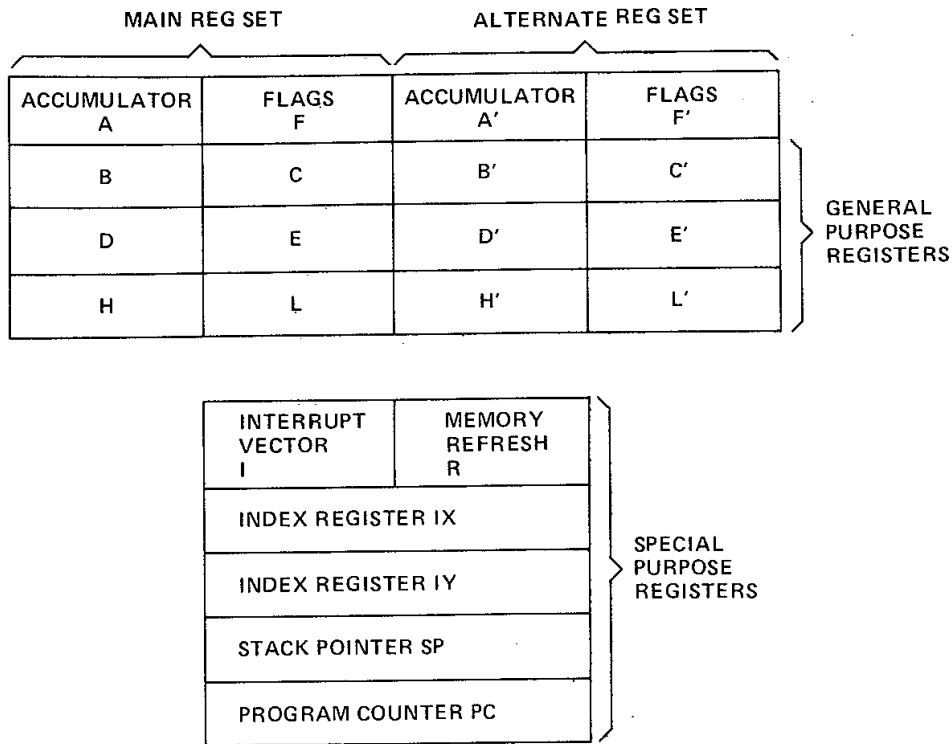 MAIN REG SET
ALTERNATE REG SET
ACCUMULATOR
A
FLAGS
F
ACCUMULATOR
A'
FLAGS
F'
B
C
B'
C'
D
E
D'
E'
H
L
H'
L'
GENERAL
PURPOSE
REGISTERS
INTERRUPT
VECTOR
I
MEMORY
REFRESH
R
INDEX REGISTER IX
INDEX REGISTER IY
STACK POINTER SP
PROGRAM COUNTER PC
SPECIAL
PURPOSE
REGISTERS